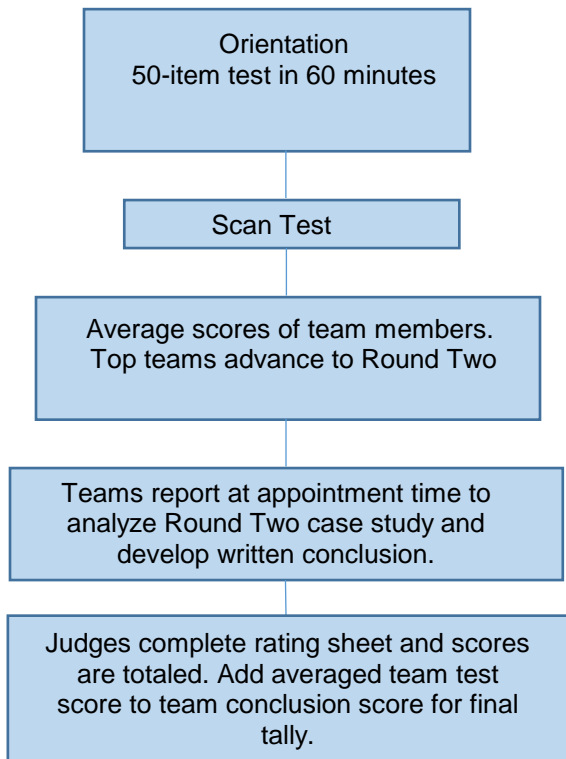 Orientation
50-item test in 60 minutes
Scan Test
Average scores of team members.
Top teams advance to Round Two
Teams report at appointment time to
analyze Round Two case study and
develop written conclusion.
Judges complete rating sheet and scores
are totaled. Add averaged team test
score to team conclusion score for final
tally.